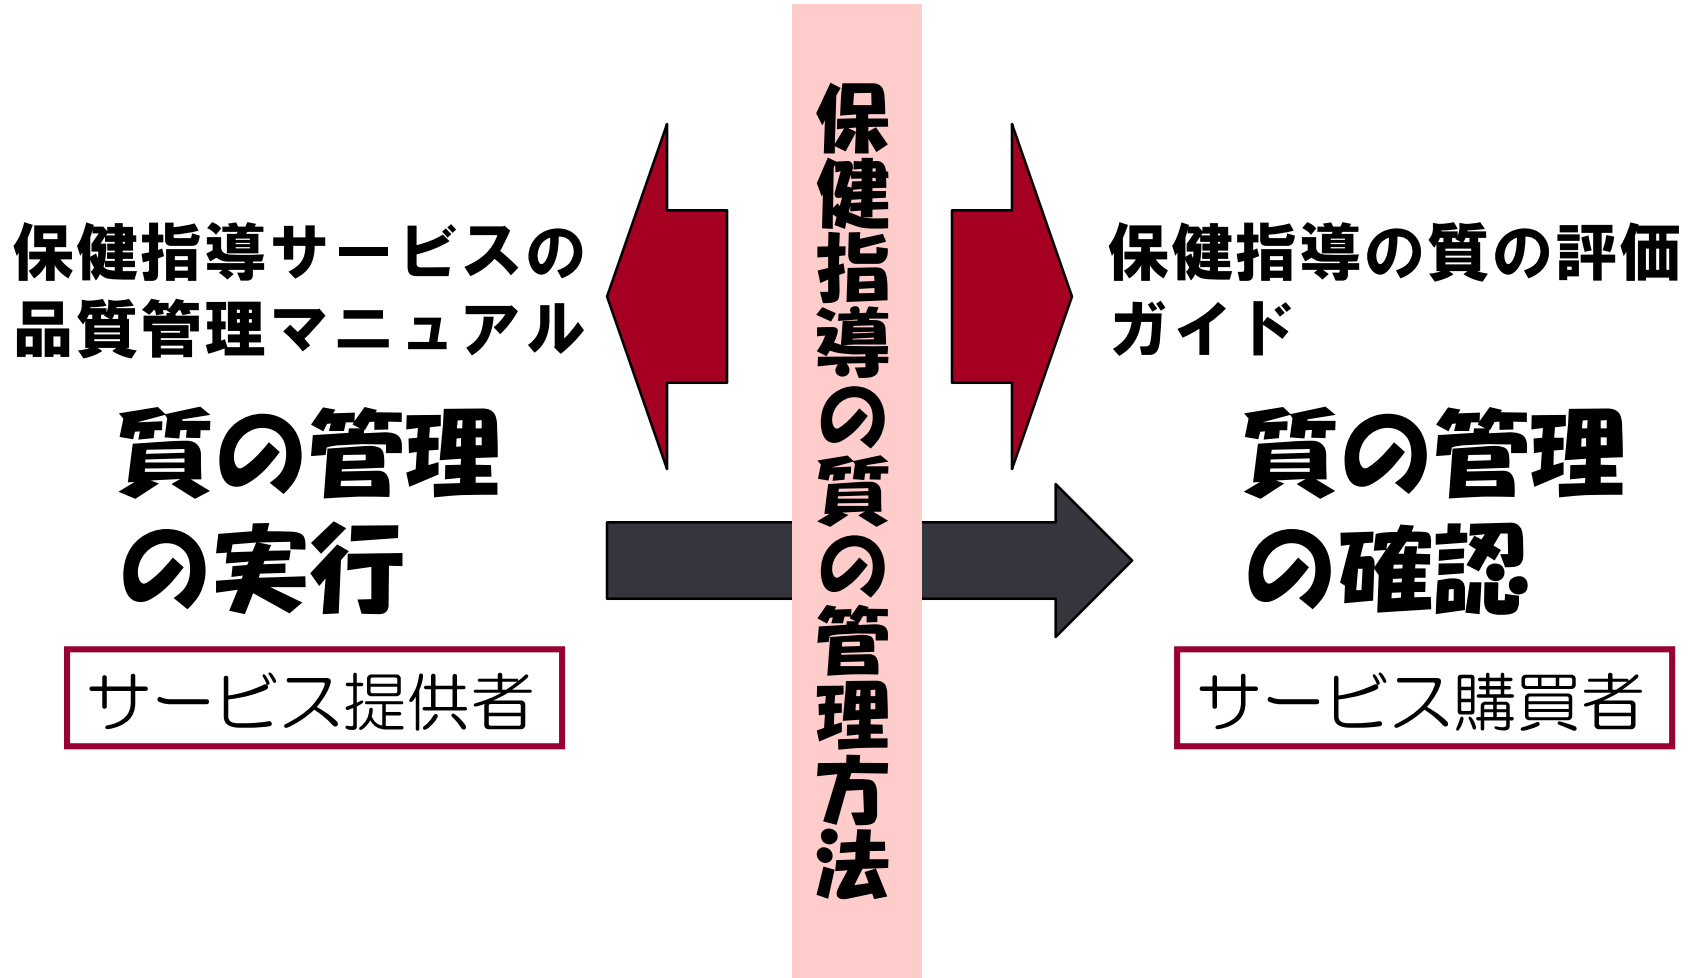 保健指導サービスの
品質管理マニュアル
質の管理
の実行
サービス提供者
保健指導の質の管理方法
保健指導の質の評価
ガイド
質の管理
の確認
サービス購買者